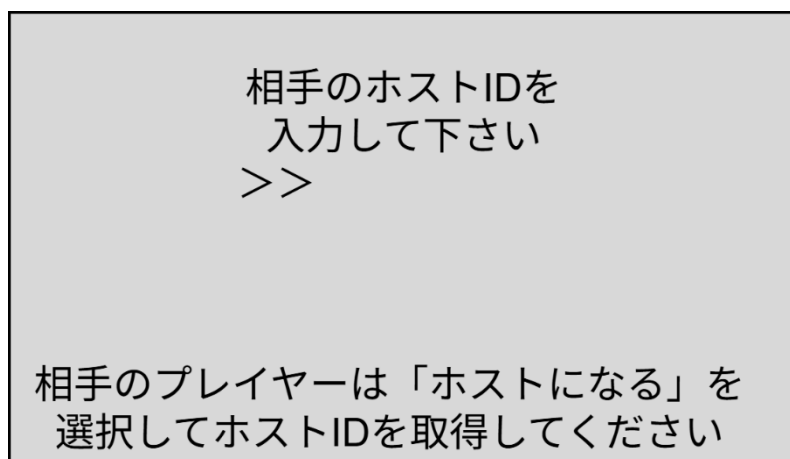 相手のホストIDを
入力して下さい
＞＞
相手のプレイヤーは「ホストになる」を
選択してホストIDを取得してください